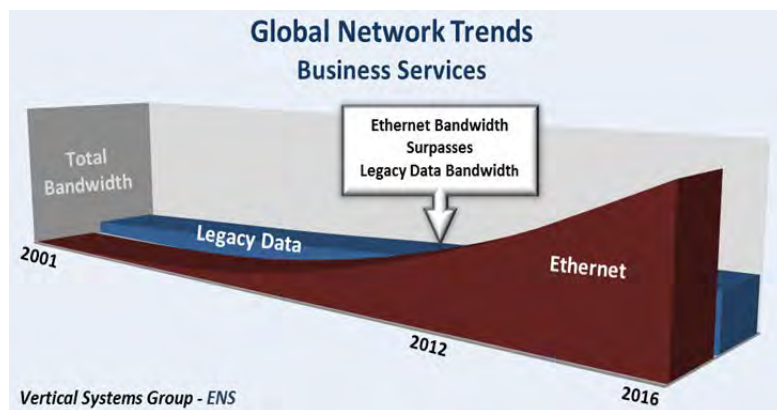 Global Network Trends
Business Services
Ethernet Bandwidth
Surpasses
Legacy Data Bandwidth
Total
Bandwidth
Legacy Data
Ethernet
2001
2012
2016
Vertical Systems Group - ENS